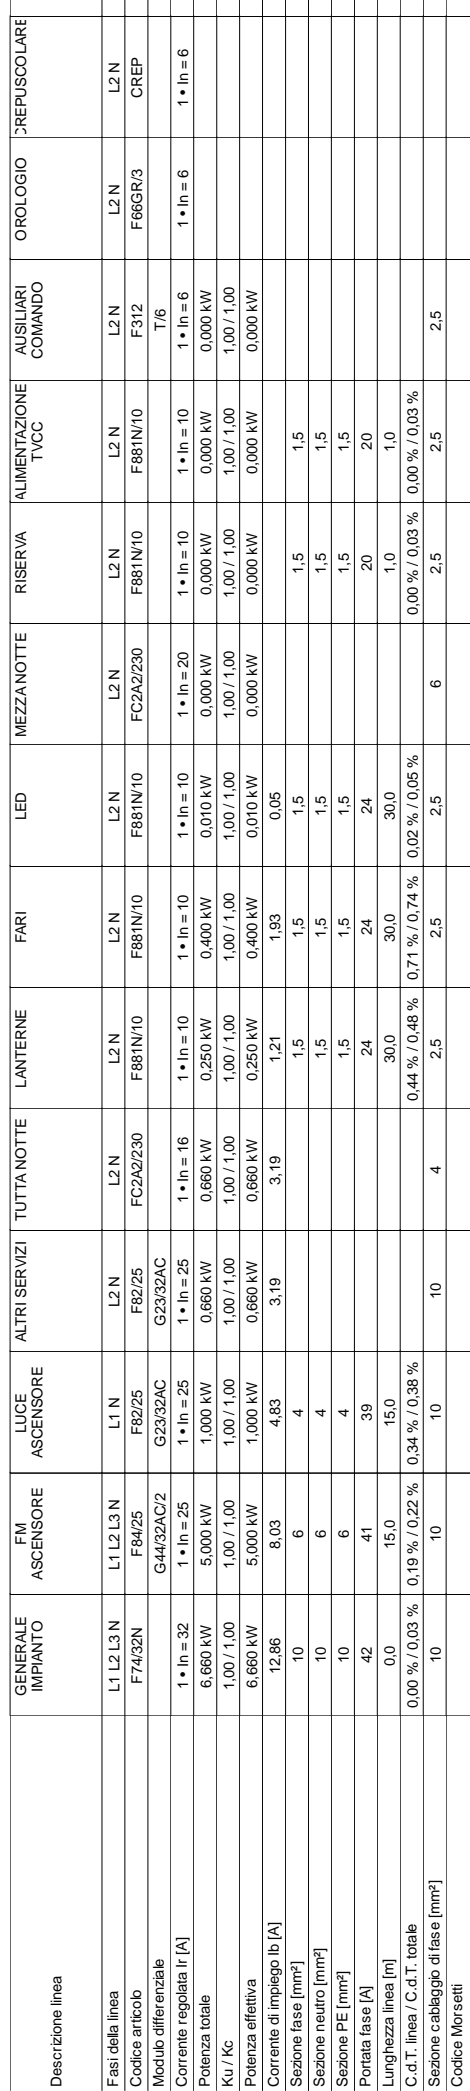 Descrizione linea GENERALE IMPIANTO FM ASCENSORE LUCE ASCENSORE ALTRI SERVIZI TUTTA NOTTE LANTERNE FARI LED MEZZA NOTTE RISERVA ALIMENTAZIONE TVCC AUSILIARI COMANDO OROLOGIO CREPUSCOLARE
Fasi della linea L1 L2 L3 N L1 L2 L3 N L1 N L2 N L2 N L2 N L2 N L2 N L2 N L2 N L2 N L2 N L2 N L2 N
Codice articolo F74/32N F84/25 F82/25 F82/25 FC2A2/230 F881N/10 F881N/10 F881N/10 FC2A2/230 F881N/10 F881N/10 F312 F66GR/3 CREP
Modulo differenziale G44/32AC/2 G23/32AC G23/32AC T/6
Corrente regolata Ir [A] 1 • In = 32 1 • In = 25 1 • In = 25 1 • In = 25 1 • In = 16 1 • In = 10 1 • In = 10 1 • In = 10 1 • In = 20 1 • In = 10 1 • In = 10 1 • In = 6 1 • In = 6 1 • In = 6
Potenza totale 6,660 kW 5,000 kW 1,000 kW 0,660 kW 0,660 kW 0,250 kW 0,400 kW 0,010 kW 0,000 kW 0,000 kW 0,000 kW 0,000 kW
Ku / Kc 1,00 / 1,00 1,00 / 1,00 1,00 / 1,00 1,00 / 1,00 1,00 / 1,00 1,00 / 1,00 1,00 / 1,00 1,00 / 1,00 1,00 / 1,00 1,00 / 1,00 1,00 / 1,00 1,00 / 1,00
Potenza effettiva 6,660 kW 5,000 kW 1,000 kW 0,660 kW 0,660 kW 0,250 kW 0,400 kW 0,010 kW 0,000 kW 0,000 kW 0,000 kW 0,000 kW
Corrente di impiego Ib [A] 12,86 8,03 4,83 3,19 3,19 1,21 1,93 0,05
Sezione fase [mm²] 10 6 4 1,5 1,5 1,5 1,5 1,5
Sezione neutro [mm²] 10 6 4 1,5 1,5 1,5 1,5 1,5
Sezione PE [mm²] 10 6 4 1,5 1,5 1,5 1,5 1,5
Portata fase [A] 42 41 39 24 24 24 20 20
Lunghezza linea [m] 0,0 15,0 15,0 30,0 30,0 30,0 1,0 1,0
C.d.T. linea / C.d.T. totale 0,00 % / 0,03 % 0,19 % / 0,22 % 0,34 % / 0,38 % 0,44 % / 0,48 % 0,71 % / 0,74 % 0,02 % / 0,05 % 0,00 % / 0,03 % 0,00 % / 0,03 %
Sezione cablaggio di fase [mm²] 10 10 10 10 4 2,5 2,5 2,5 6 2,5 2,5 2,5
Codice Morsetti